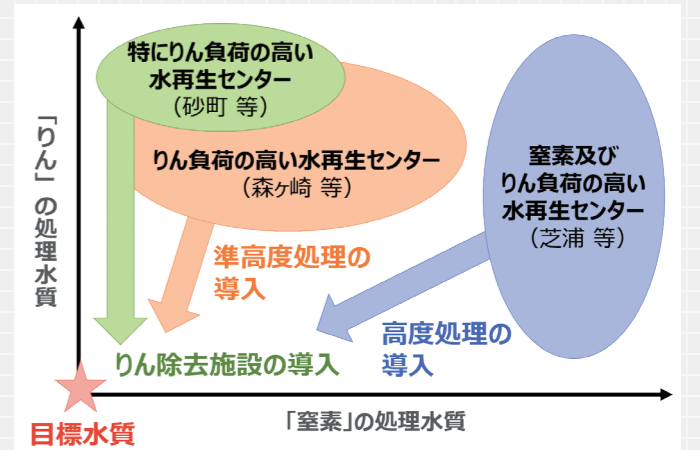 特にりん負荷の高い
水再生センター
（砂町 等）
りん負荷の高い水再生センター
（森ヶ崎 等）
窒素及び
りん負荷の高い
水再生センター
（芝浦 等）
「りん」の処理水質
準高度処理の
導入
高度処理の
導入
りん除去施設の導入
「窒素」の処理水質
目標水質